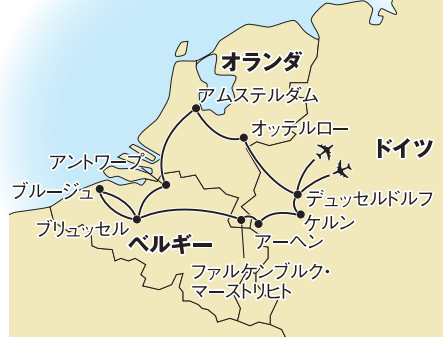 オランダ
アムステルダム
オッテルロー
ドイツ
アントワープ
ブルージュ
デュッセルドルフ
ケルン
ブリュッセル
ベルギー
アーヘン
ファルケンブルク・
マーストリヒト